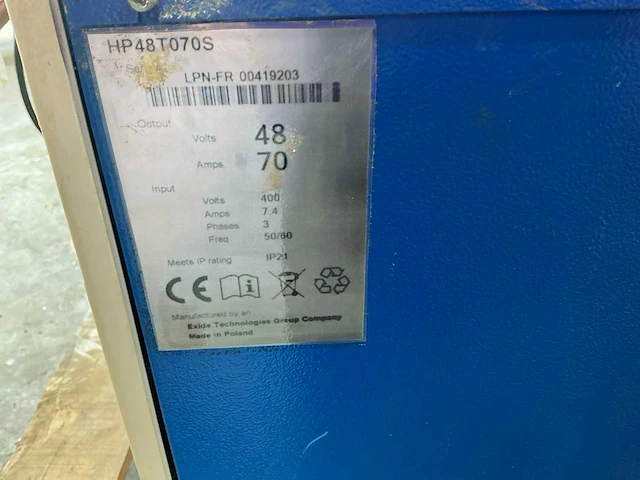 HP48T070S
LPN-FR 00419203
Output
Volts 48
Amps 70
Input
Volts 400
Amps 7.4
Phases 3
Freq 50/60
Meets IP rating IP21
CE
Manufactured by an
Exide Technologies Group Company
Made in Poland